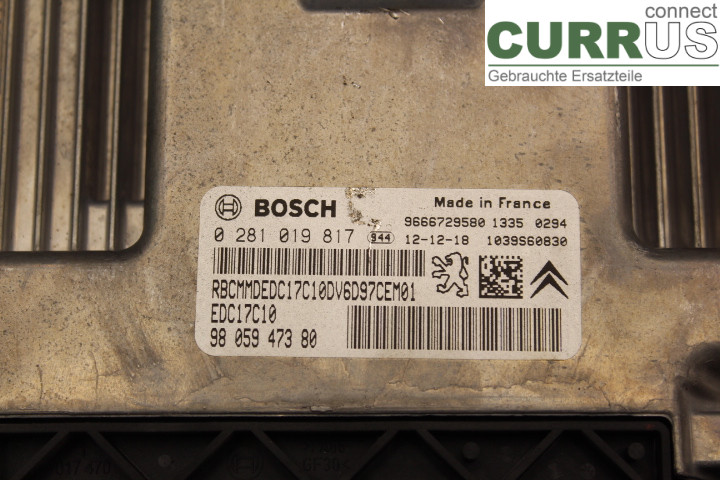 connect
CURRUS
Gebrauchte Ersatzteile
BOSCH
Made in France
9666729580 1335 0294
0 281 019 817 944 12-12-18 1039S60830
RBCMMDEDC17C10DV6D97CEM01
EDC17C10
98 059 473 80